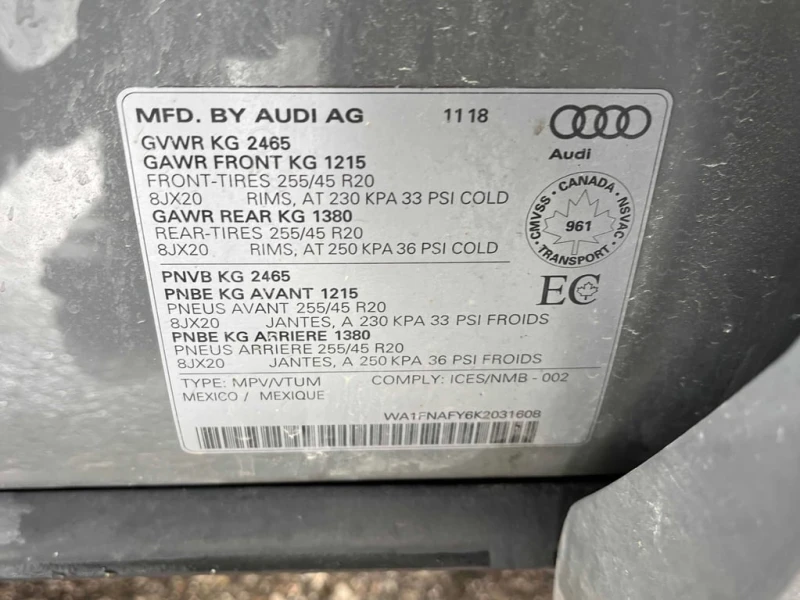 MFD. BY AUDI AG 1118
Audi
GVWR KG 2465
GAWR FRONT KG 1215
FRONT-TIRES 255/45 R20
8JX20 RIMS, AT 230 KPA 33 PSI COLD
GAWR REAR KG 1380
REAR-TIRES 255/45 R20
8JX20 RIMS, AT 250 KPA 36 PSI COLD
CMVSS · CANADA · NSVAC · TRANSPORT ·
961
EC
PNVB KG 2465
PNBE KG AVANT 1215
PNEUS AVANT 255/45 R20
8JX20 JANTES, A 230 KPA 33 PSI FROIDS
PNBE KG ARRIERE 1380
PNEUS ARRIERE 255/45 R20
8JX20 JANTES, A 250 KPA 36 PSI FROIDS
TYPE: MPV/VTUM COMPLY: ICES/NMB - 002
MEXICO / MEXIQUE
WA1FNAFY6K2031608